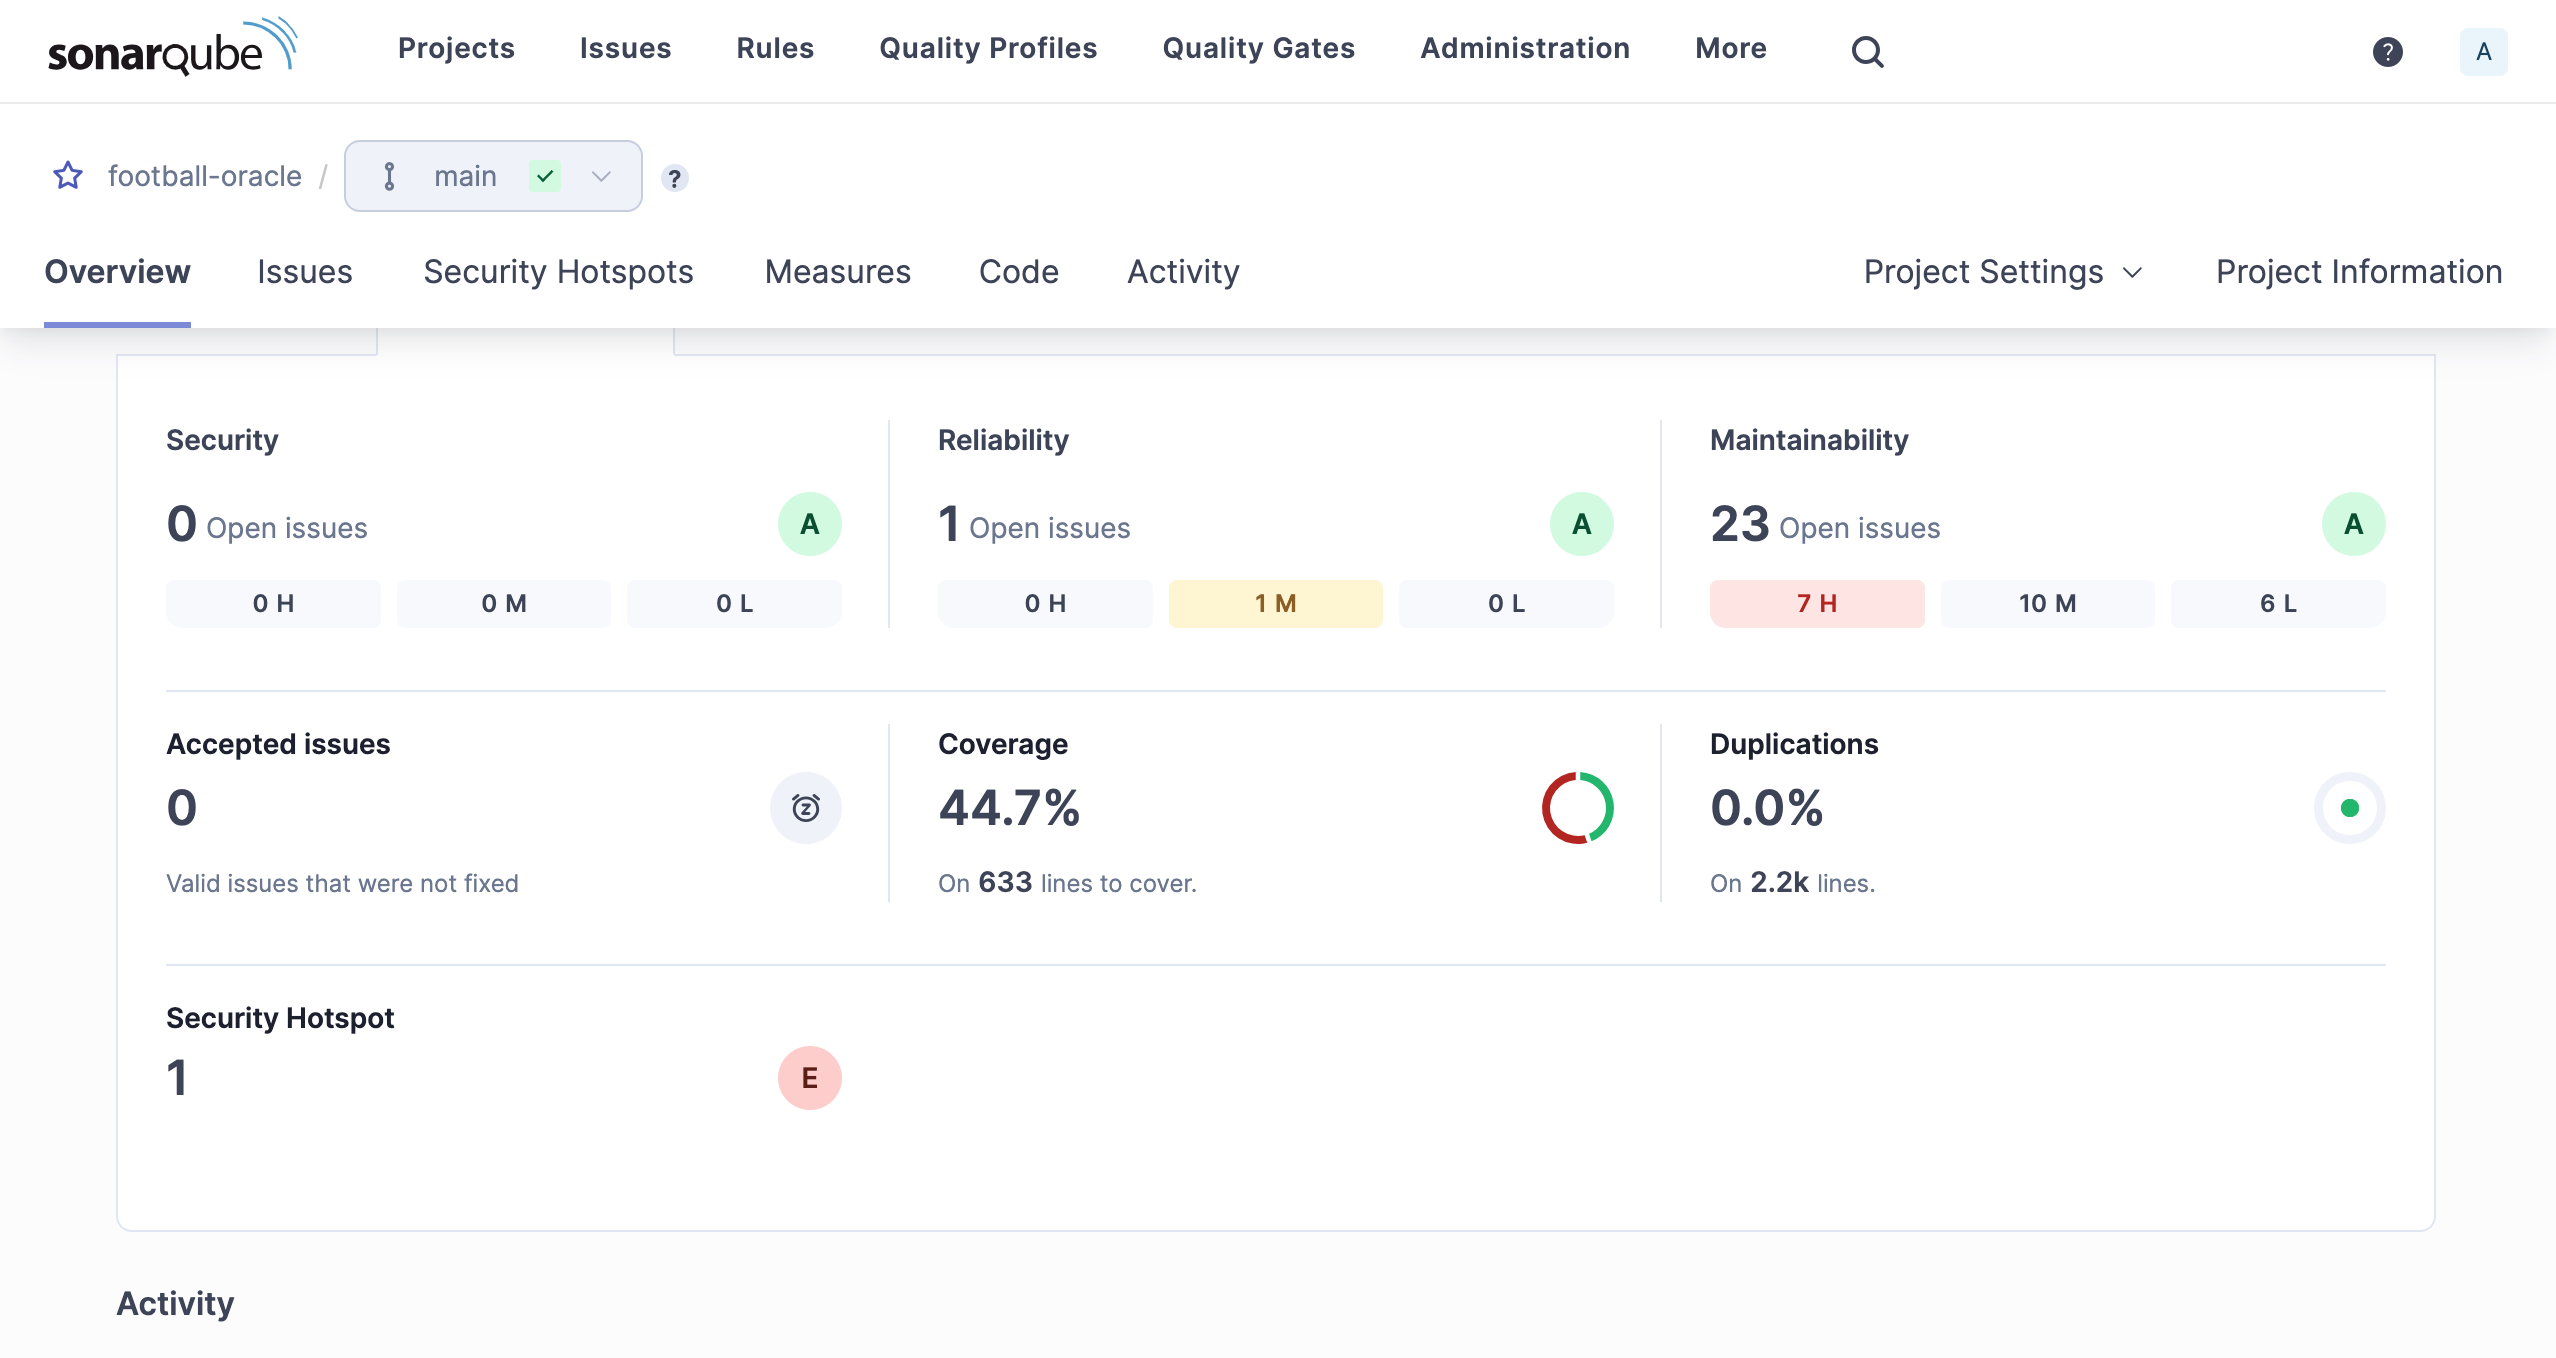 sonarqube Projects Issues Rules Quality Profiles Quality Gates Administration More ? A
football-oracle / main ?
Overview Issues Security Hotspots Measures Code Activity Project Settings Project Information
Security
0 Open issues A
0 H 0 M 0 L
Reliability
1 Open issues A
0 H 1 M 0 L
Maintainability
23 Open issues A
7 H 10 M 6 L
Accepted issues
0
Valid issues that were not fixed
Coverage
44.7%
On 633 lines to cover.
Duplications
0.0%
On 2.2k lines.
Security Hotspot
1 E
Activity